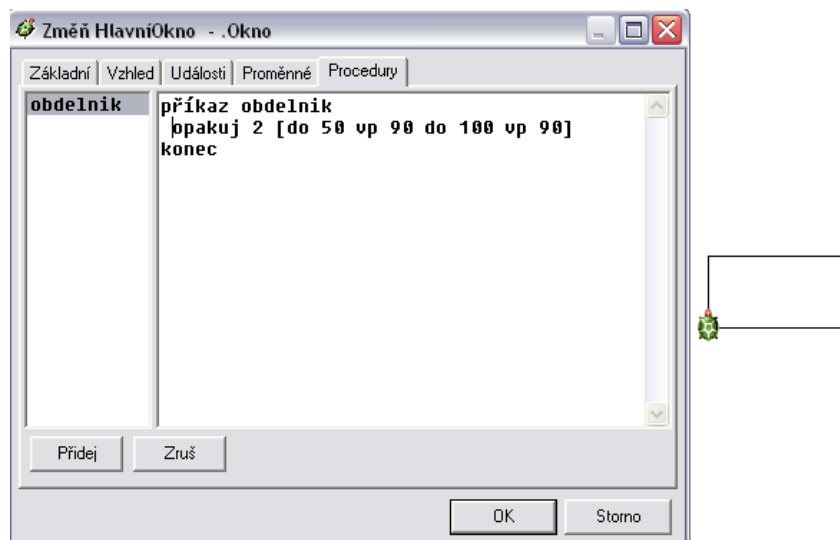 Změň HlavníOkno - .Okno
Základní Vzhled Události Proměnné Procedury
obdelnik
příkaz obdelnik
opakuj 2 [do 50 vp 90 do 100 vp 90]
konec
Přidej Zruš
OK Storno